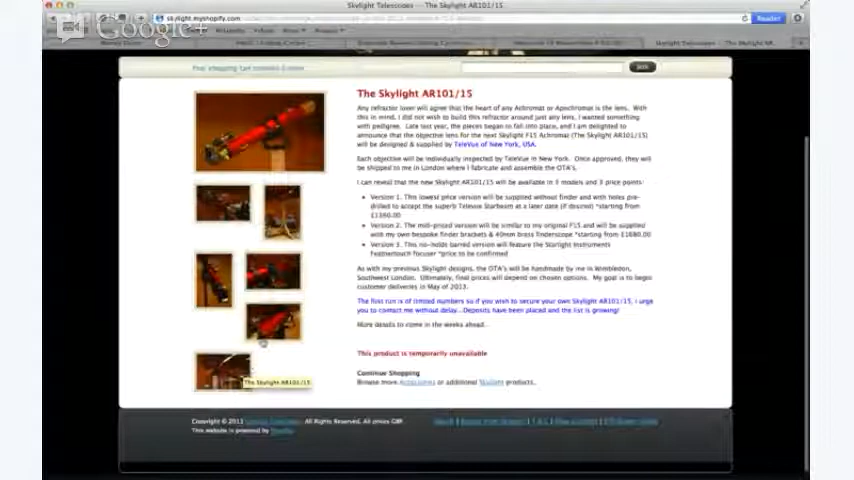 Skylight Telescopes — The Skylight AR101/15
skylight.myshopify.com
Reader
Google+
Your shopping cart contains 0 items
The Skylight AR101/15
Any refractor lover will agree that the heart of any Achromat or Apochromat is the lens. With
this in mind, I did not wish to build this refractor around just any lens, I wanted something
with pedigree. Late last year, the pieces began to fall into place, and I am delighted to
announce that the objective lens for the next Skylight F15 Achromat (The Skylight AR101/15)
will be designed & supplied by TeleVue of New York, USA.
Each objective will be individually inspected by TeleVue in New York. Once approved, they will
be shipped to me in London where I fabricate and assemble the OTA's.
I can reveal that the new Skylight AR101/15 will be available in 3 models and 3 price points:
Version 1. This lowest price version will be supplied without finder and with holes pre-
drilled to accept the superb Televue Starbeam at a later date (if desired) *starting from
Version 2. The mid-priced version will be similar to my original F15 and will be supplied
with my own bespoke finder brackets & 40mm brass finderscope *starting from £1680.00
Version 3. This no-holds barred version will feature the Starlight Instruments
Feathertouch focuser *price to be confirmed
As with my previous Skylight designs, the OTA's will be handmade by me in Wimbledon,
Southwest London. Ultimately, final prices will depend on chosen options. My goal is to begin
customer deliveries in May of 2013.
The first run is of limited numbers so if you wish to secure your own Skylight AR101/15, I urge
you to contact me without delay...Deposits have been placed and the list is growing!
More details to come in the weeks ahead...
This product is temporarily unavailable
Continue Shopping
Browse more Accessories or additional Skylight products.
The Skylight AR101/15
Copyright © 2013 All Rights Reserved. All prices GBP.
This website is powered by